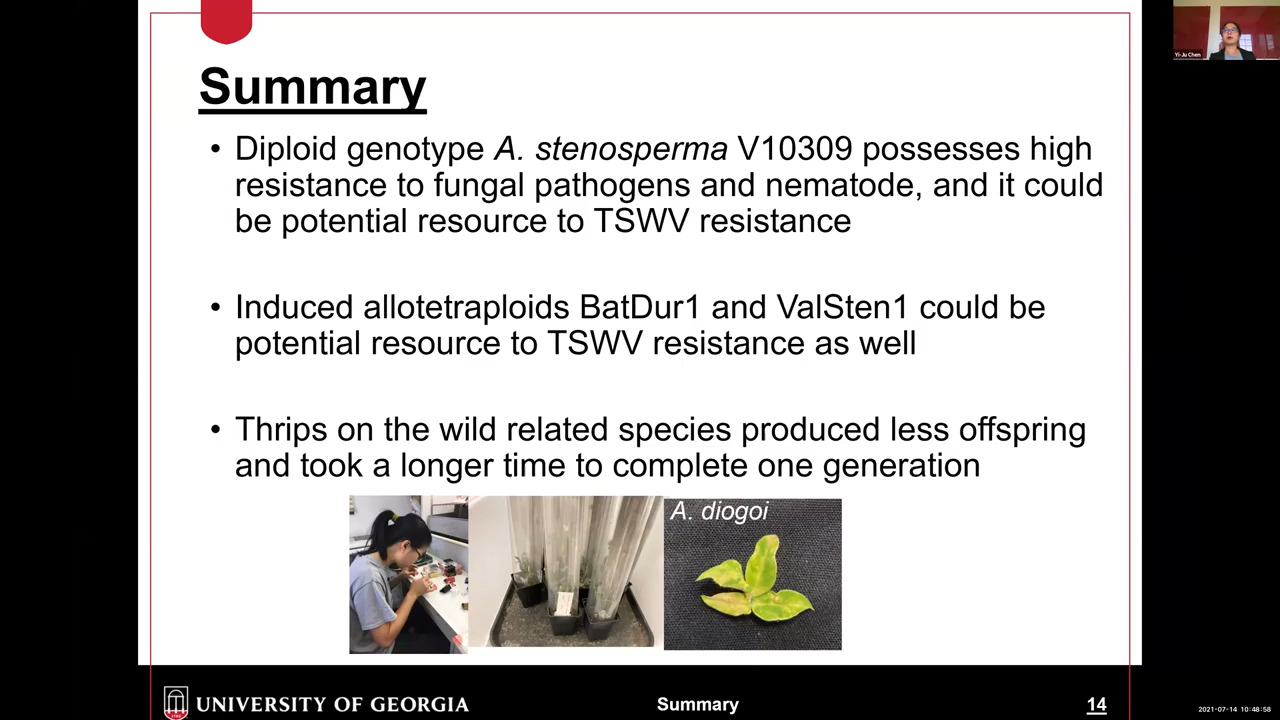 Summary
• Diploid genotype A. stenosperma V10309 possesses high
resistance to fungal pathogens and nematode, and it could
be potential resource to TSWV resistance
• Induced allotetraploids BatDur1 and ValSten1 could be
potential resource to TSWV resistance as well
• Thrips on the wild related species produced less offspring
and took a longer time to complete one generation
A. diogoi
UNIVERSITY OF GEORGIA
Summary
14
Yi-Ju Chen
2021-07-14 10:48:58